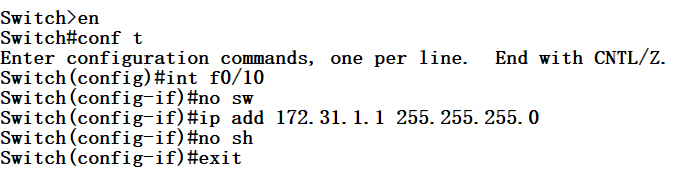 Switch>en
Switch#conf t
Enter configuration commands, one per line.  End with CNTL/Z.
Switch(config)#int f0/10
Switch(config-if)#no sw
Switch(config-if)#ip add 172.31.1.1 255.255.255.0
Switch(config-if)#no sh
Switch(config-if)#exit